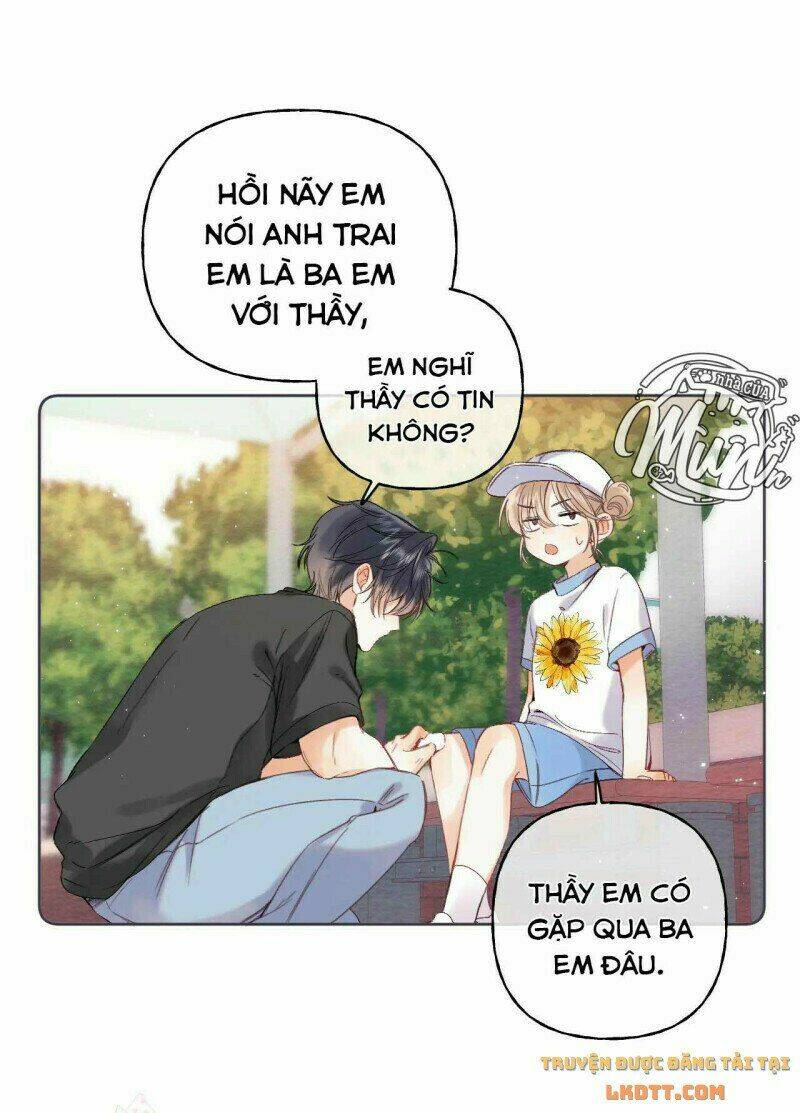 HỒI NÃY EM
NÓI ANH TRAI
EM LÀ BA EM
VỚI THẦY,
EM NGHĨ
THẦY CÓ TIN
KHÔNG?
nhà của
Mun
THẦY EM CÓ
GẶP QUA BA
EM ĐÂU.
TRUYỆN ĐƯỢC ĐĂNG TẢI TẠI
LKDTT.COM